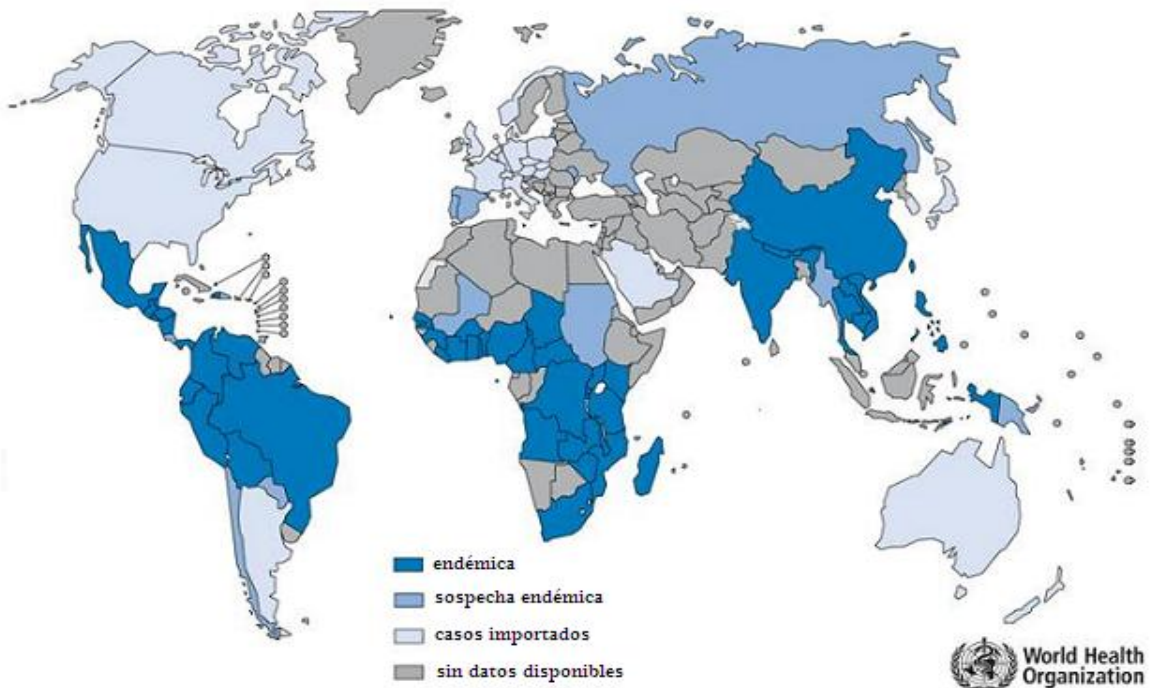 endémica
sospecha endémica
casos importados
sin datos disponibles
World Health
Organization